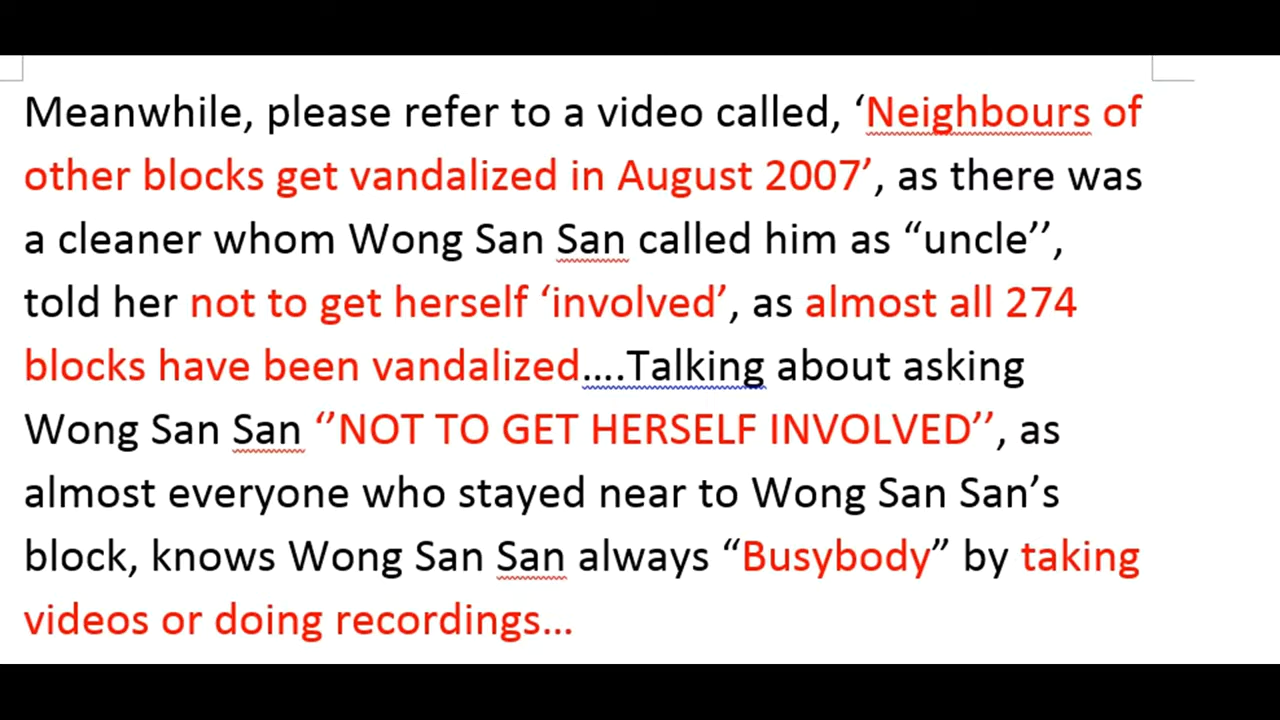 Meanwhile, please refer to a video called, ‘Neighbours of
other blocks get vandalized in August 2007’, as there was
a cleaner whom Wong San San called him as “uncle’’,
told her not to get herself ‘involved’, as almost all 274
blocks have been vandalized....Talking about asking
Wong San San ‘’NOT TO GET HERSELF INVOLVED’’, as
almost everyone who stayed near to Wong San San’s
block, knows Wong San San always “Busybody” by taking
videos or doing recordings...